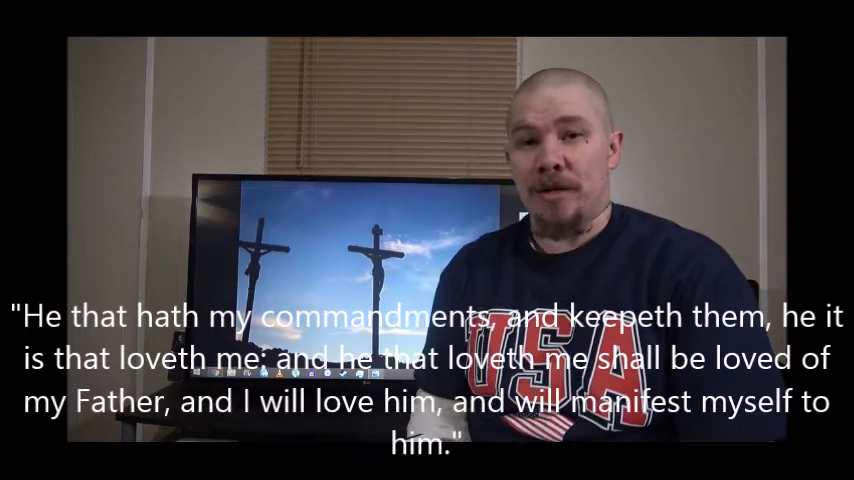 USA
"He that hath my commandments, and keepeth them, he it
is that loveth me: and he that loveth me shall be loved of
my Father, and I will love him, and will manifest myself to
him."